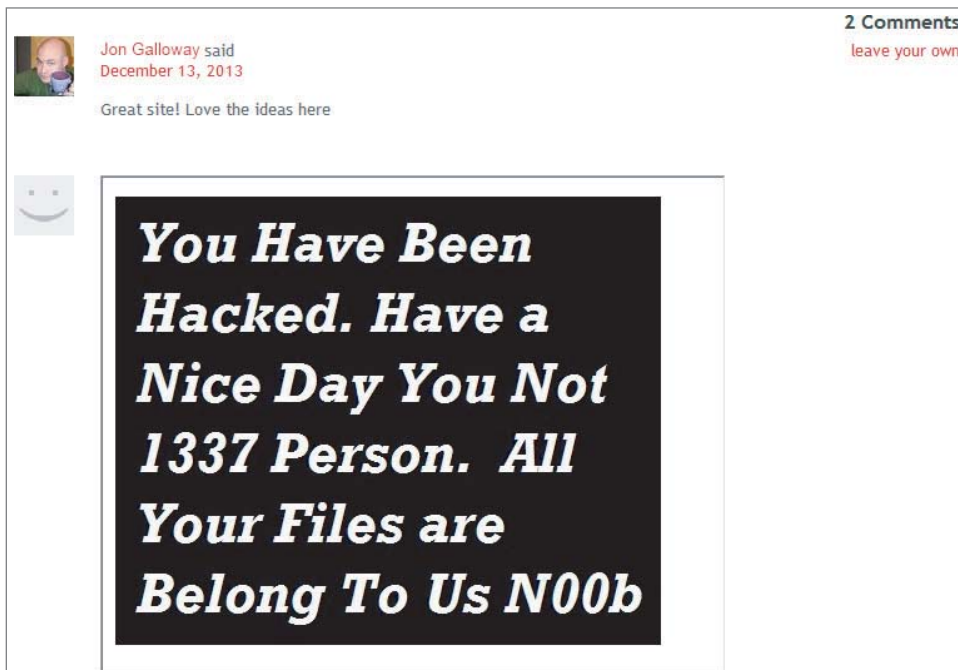 2 Comments
leave your own
Jon Galloway said
December 13, 2013
Great site! Love the ideas here
You Have Been
Hacked. Have a
Nice Day You Not
1337 Person.  All
Your Files are
Belong To Us N00b